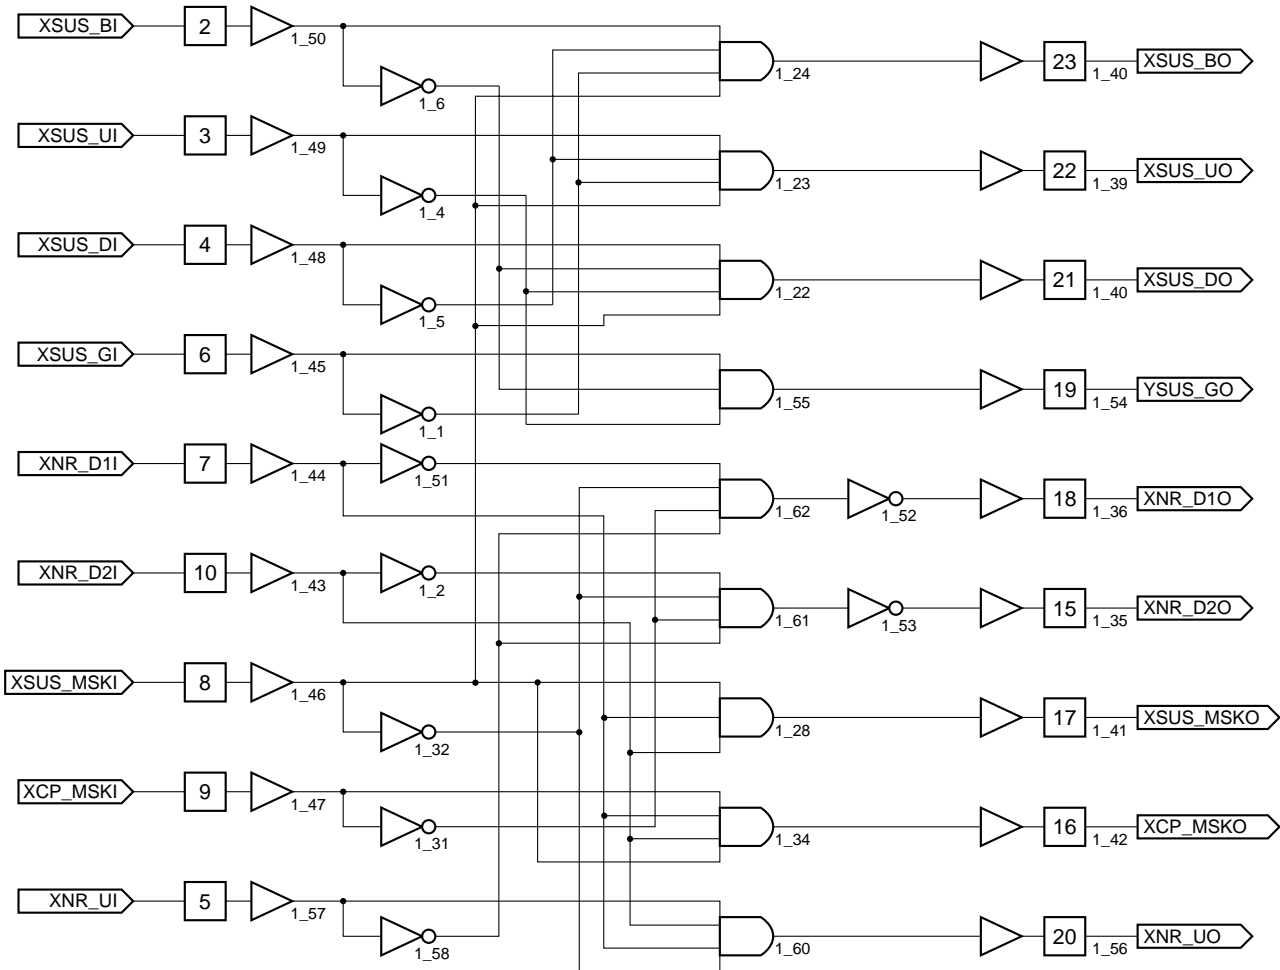 XSUS_BI 2 1_50 1_24 23 1_40 XSUS_BO
1_6
XSUS_UI 3 1_49 1_23 22 1_39 XSUS_UO
1_4
XSUS_DI 4 1_48 1_22 21 1_40 XSUS_DO
1_5
XSUS_GI 6 1_45 1_55 19 1_54 YSUS_GO
1_1
XNR_D1I 7 1_44 1_51 1_62 1_52 18 1_36 XNR_D1O
XNR_D2I 10 1_43 1_2 1_61 1_53 15 1_35 XNR_D2O
XSUS_MSKI 8 1_46 1_28 17 1_41 XSUS_MSKO
1_32
XCP_MSKI 9 1_47 1_34 16 1_42 XCP_MSKO
1_31
XNR_UI 5 1_57 1_60 20 1_56 XNR_UO
1_58